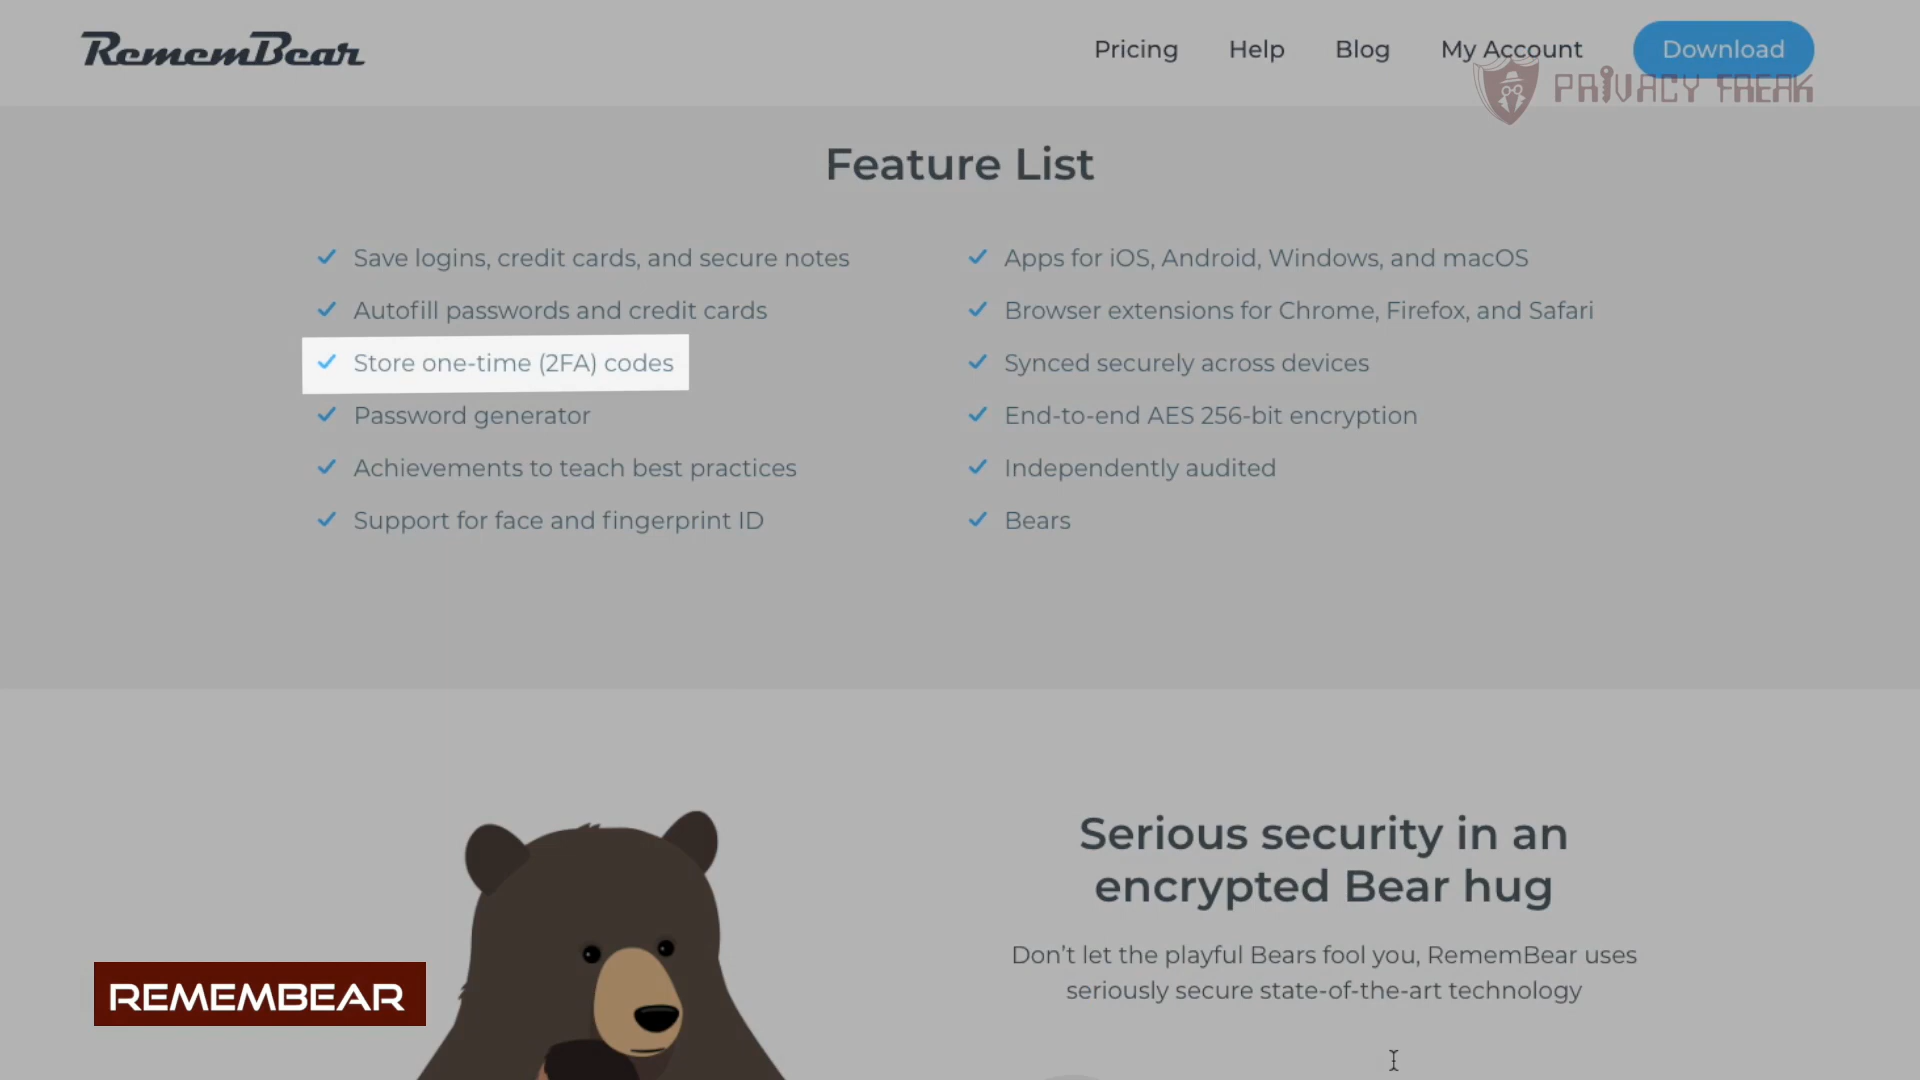 RememBear
Pricing
Help
Blog
My Account
Download
PRIVACY FREAK
Feature List
Save logins, credit cards, and secure notes
Autofill passwords and credit cards
Store one-time (2FA) codes
Password generator
Achievements to teach best practices
Support for face and fingerprint ID
Apps for iOS, Android, Windows, and macOS
Browser extensions for Chrome, Firefox, and Safari
Synced securely across devices
End-to-end AES 256-bit encryption
Independently audited
Bears
Serious security in an
encrypted Bear hug
Don’t let the playful Bears fool you, RememBear uses
seriously secure state-of-the-art technology
REMEMBEAR